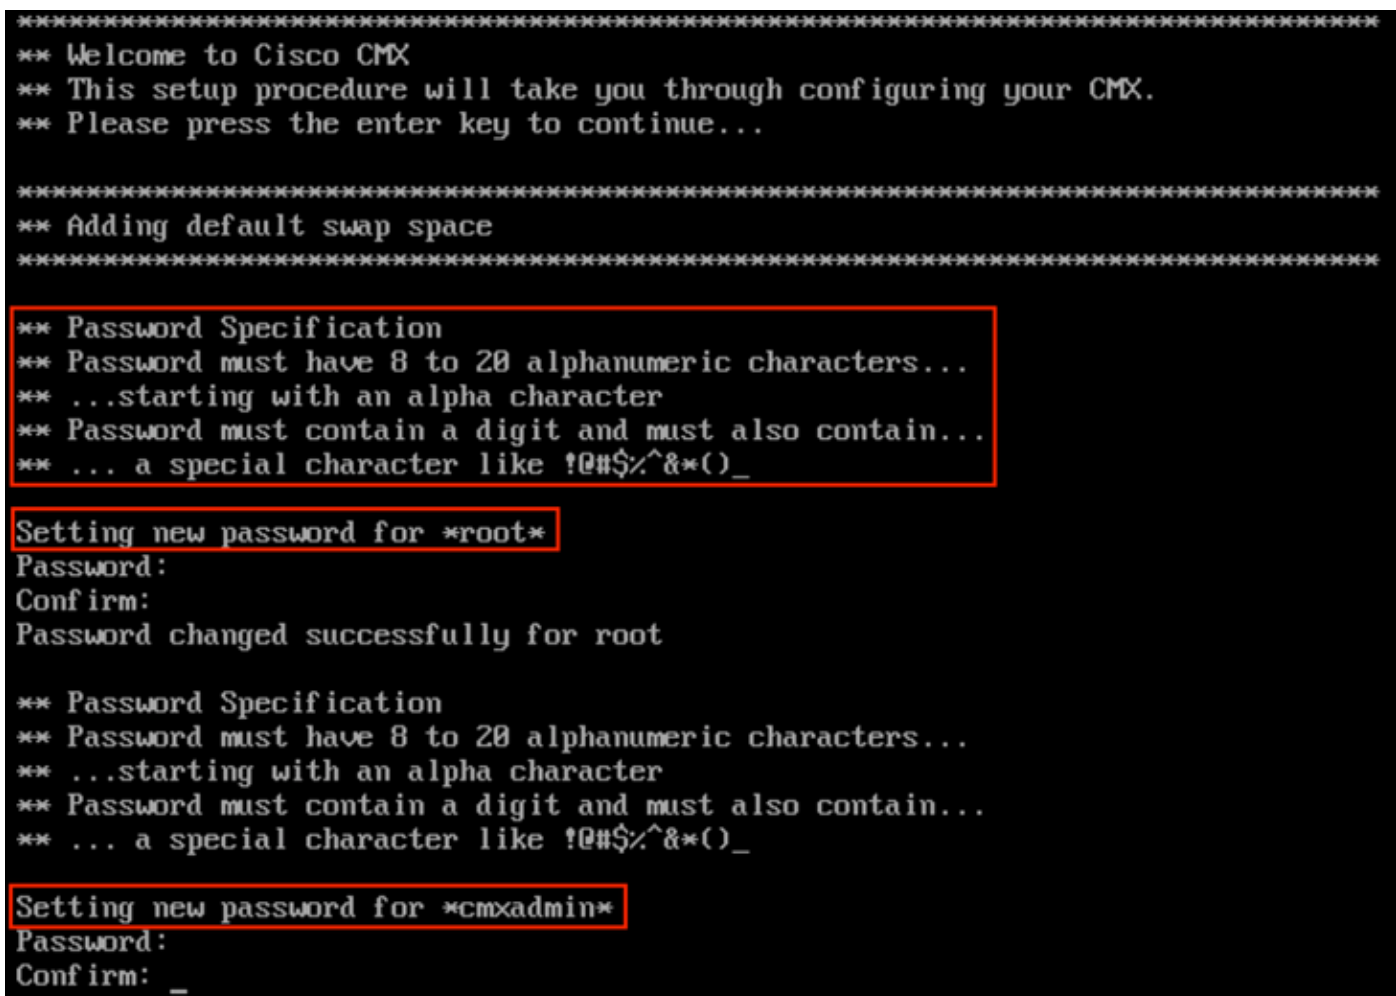 ********************************************************************************
** Welcome to Cisco CMX
** This setup procedure will take you through configuring your CMX.
** Please press the enter key to continue...
********************************************************************************
** Adding default swap space
********************************************************************************
** Password Specification
** Password must have 8 to 20 alphanumeric characters...
** ...starting with an alpha character
** Password must contain a digit and must also contain...
** ... a special character like !@#$%^&*()_
Setting new password for *root*
Password:
Confirm:
Password changed successfully for root
** Password Specification
** Password must have 8 to 20 alphanumeric characters...
** ...starting with an alpha character
** Password must contain a digit and must also contain...
** ... a special character like !@#$%^&*()_
Setting new password for *cmxadmin*
Password:
Confirm: _